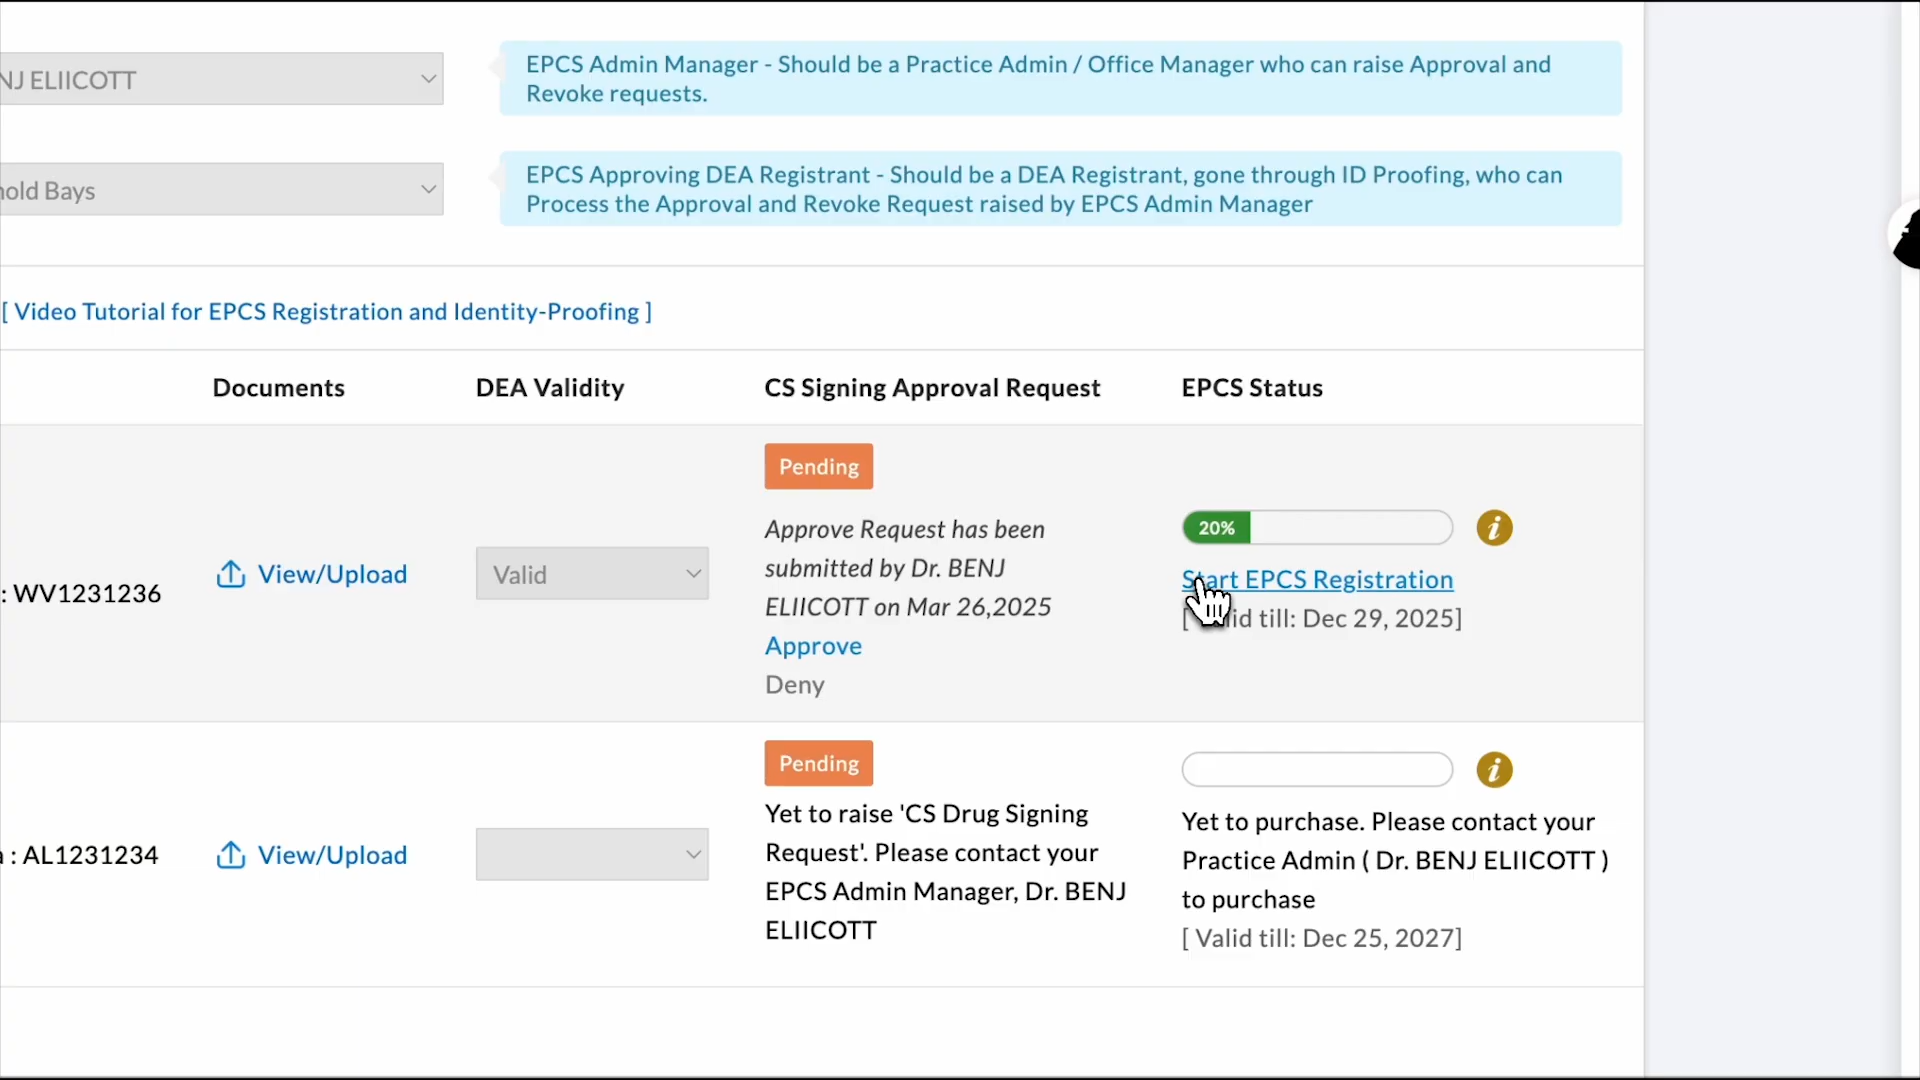 NJ ELIICOTT
EPCS Admin Manager - Should be a Practice Admin / Office Manager who can raise Approval and
Revoke requests.
nold Bays
EPCS Approving DEA Registrant - Should be a DEA Registrant, gone through ID Proofing, who can
Process the Approval and Revoke Request raised by EPCS Admin Manager
[ Video Tutorial for EPCS Registration and Identity-Proofing ]
Documents DEA Validity CS Signing Approval Request EPCS Status
: WV1231236
View/Upload
Valid
Pending
Approve Request has been
submitted by Dr. BENJ
ELIICOTT on Mar 26,2025
Approve
Deny
20%
Start EPCS Registration
[ Valid till: Dec 29, 2025]
: AL1231234
View/Upload
Pending
Yet to raise 'CS Drug Signing
Request'. Please contact your
EPCS Admin Manager, Dr. BENJ
ELIICOTT
Yet to purchase. Please contact your
Practice Admin ( Dr. BENJ ELIICOTT )
to purchase
[ Valid till: Dec 25, 2027]